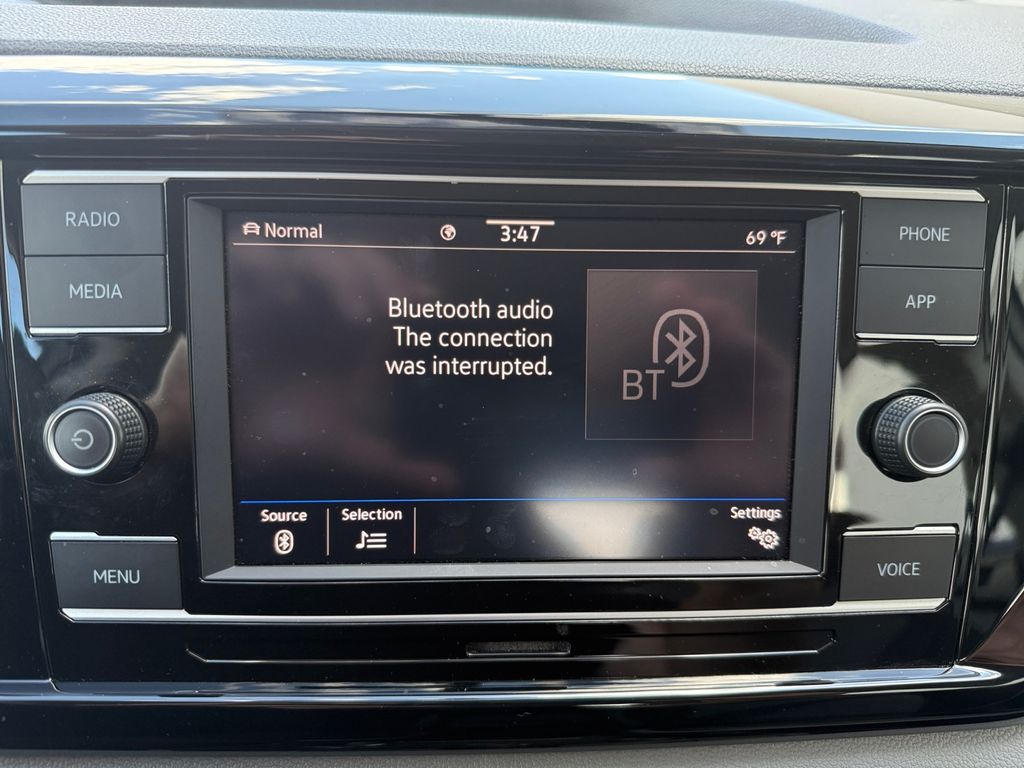 RADIO
MEDIA
Normal
3:47
69 °F
Bluetooth audio
The connection
was interrupted.
BT
PHONE
APP
Source
Selection
Settings
MENU
VOICE